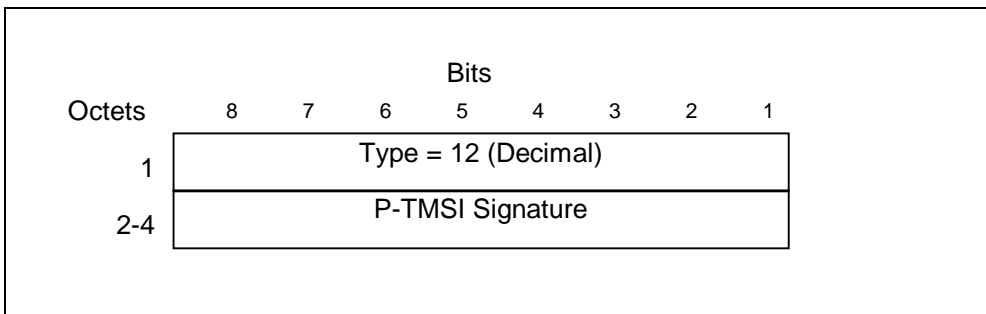 Bits
Octets 8 7 6 5 4 3 2 1
1 Type = 12 (Decimal)
2-4 P-TMSI Signature